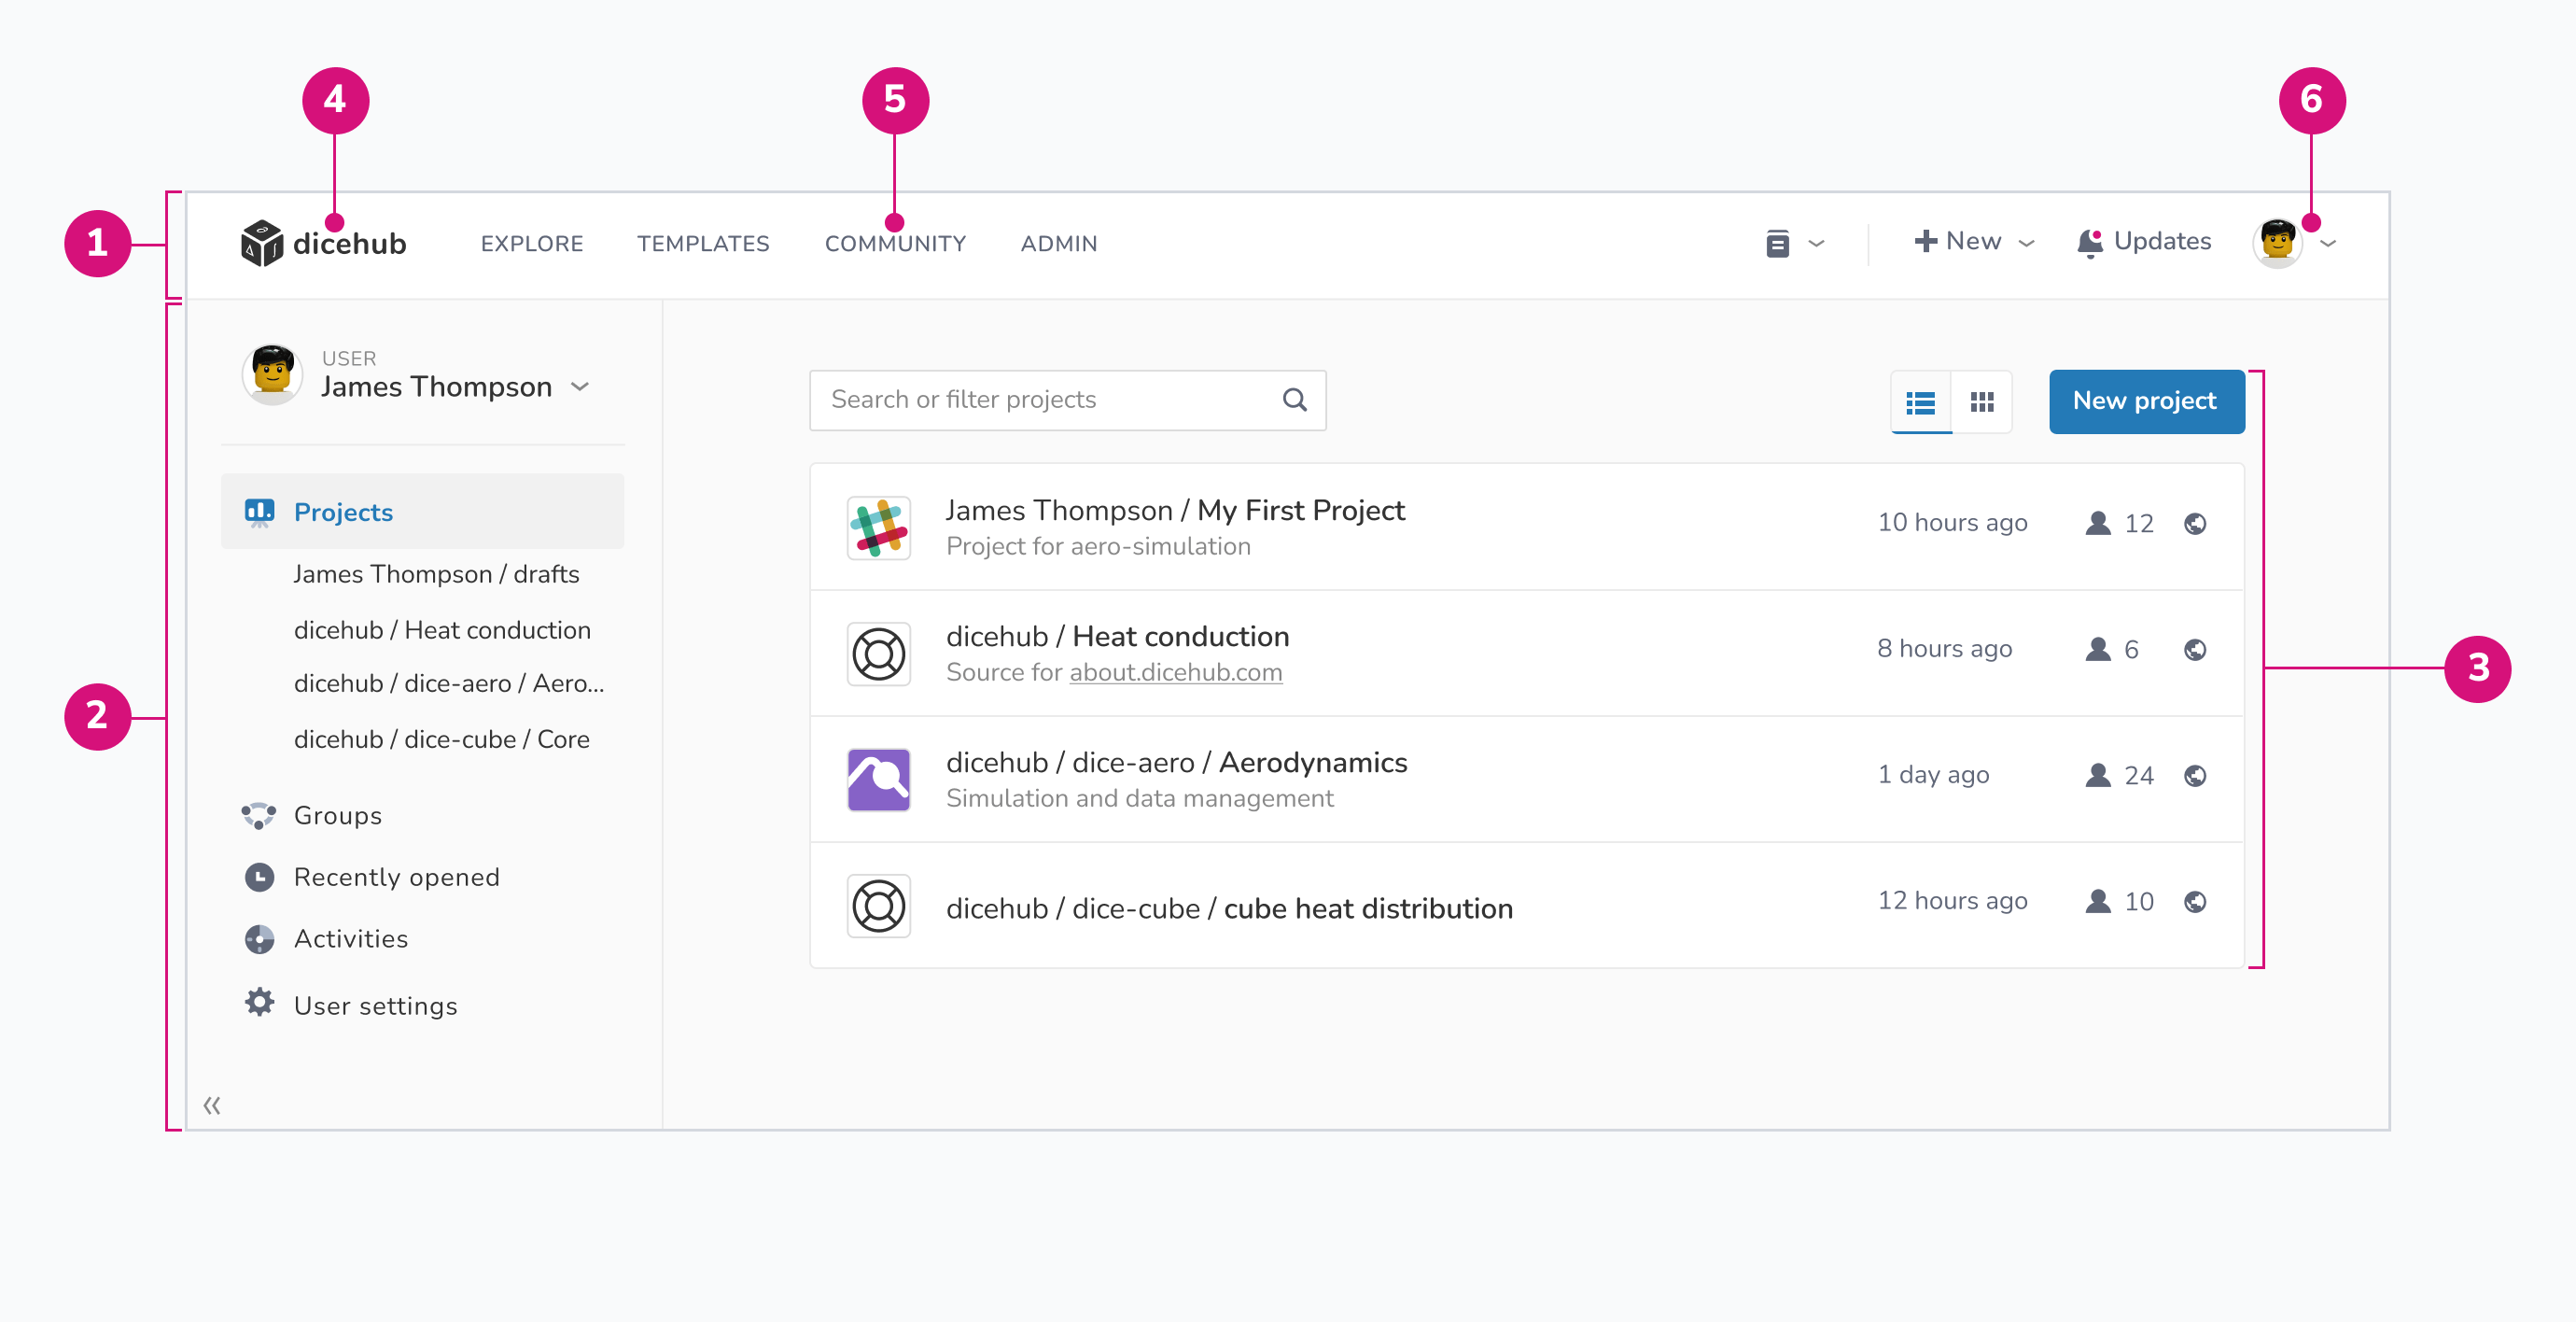 4
5
6
1
dicehub EXPLORE TEMPLATES COMMUNITY ADMIN New Updates
2
USER
James Thompson
Projects
James Thompson / drafts
dicehub / Heat conduction
dicehub / dice-aero / Aero...
dicehub / dice-cube / Core
Groups
Recently opened
Activities
User settings
Search or filter projects
New project
James Thompson / My First Project
Project for aero-simulation
10 hours ago 12
dicehub / Heat conduction
Source for about.dicehub.com
8 hours ago 6
dicehub / dice-aero / Aerodynamics
Simulation and data management
1 day ago 24
dicehub / dice-cube / cube heat distribution
12 hours ago 10
3